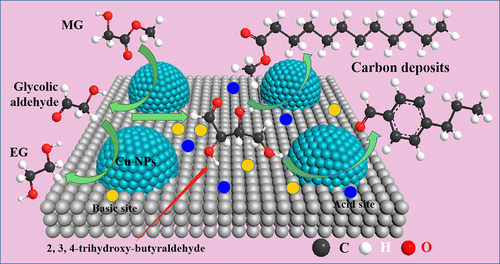 MG
Glycolic
aldehyde
EG
Cu NPs
Basic site
Acid site
Carbon deposits
2, 3, 4-trihydroxy-butyraldehyde
C
H
O